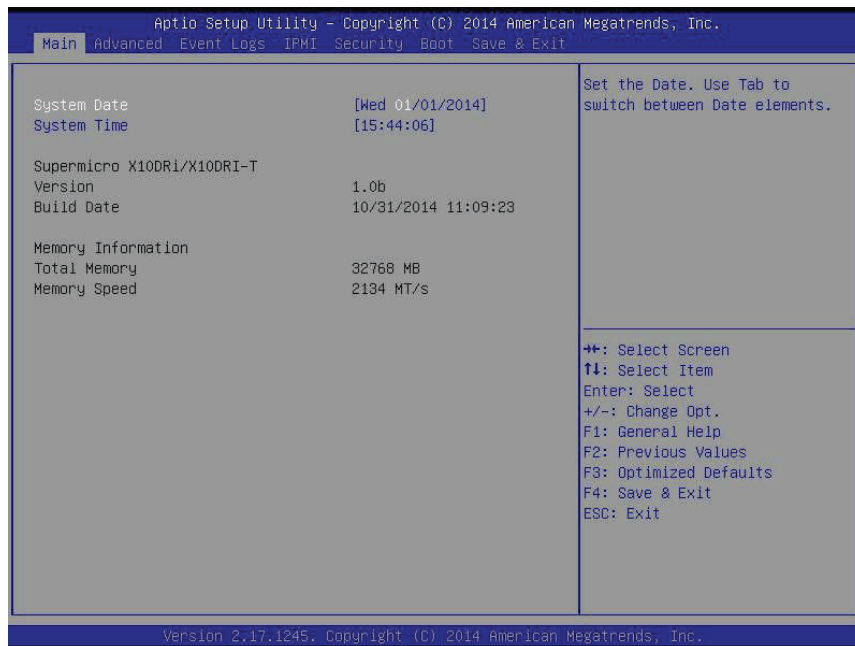 Aptio Setup Utility – Copyright (C) 2014 American Megatrends, Inc.
Main Advanced Event Logs IPMI Security Boot Save & Exit
System Date [Wed 01/01/2014]
System Time [15:44:06]
Supermicro X10DRi/X10DRI-T
Version 1.0b
Build Date 10/31/2014 11:09:23
Memory Information
Total Memory 32768 MB
Memory Speed 2134 MT/s
Set the Date. Use Tab to
switch between Date elements.
→←: Select Screen
↑↓: Select Item
Enter: Select
+/-: Change Opt.
F1: General Help
F2: Previous Values
F3: Optimized Defaults
F4: Save & Exit
ESC: Exit
Version 2.17.1245. Copyright (C) 2014 American Megatrends, Inc.